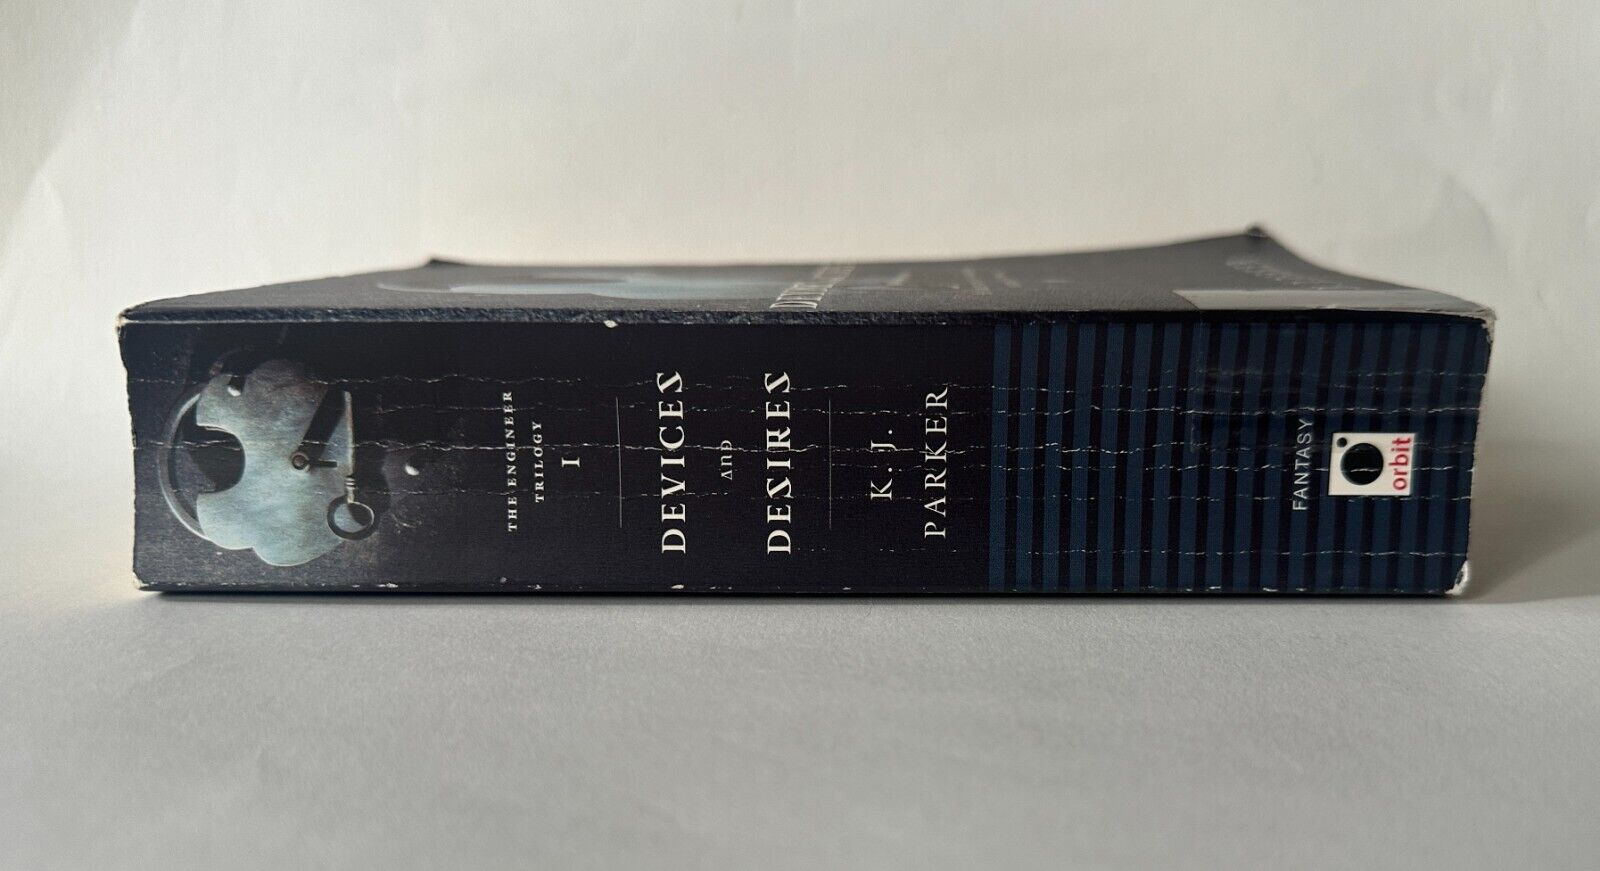 THE ENGINEER
TRILOGY
I
DEVICES
AND
DESIRES
K. J.
PARKER
FANTASY
orbit